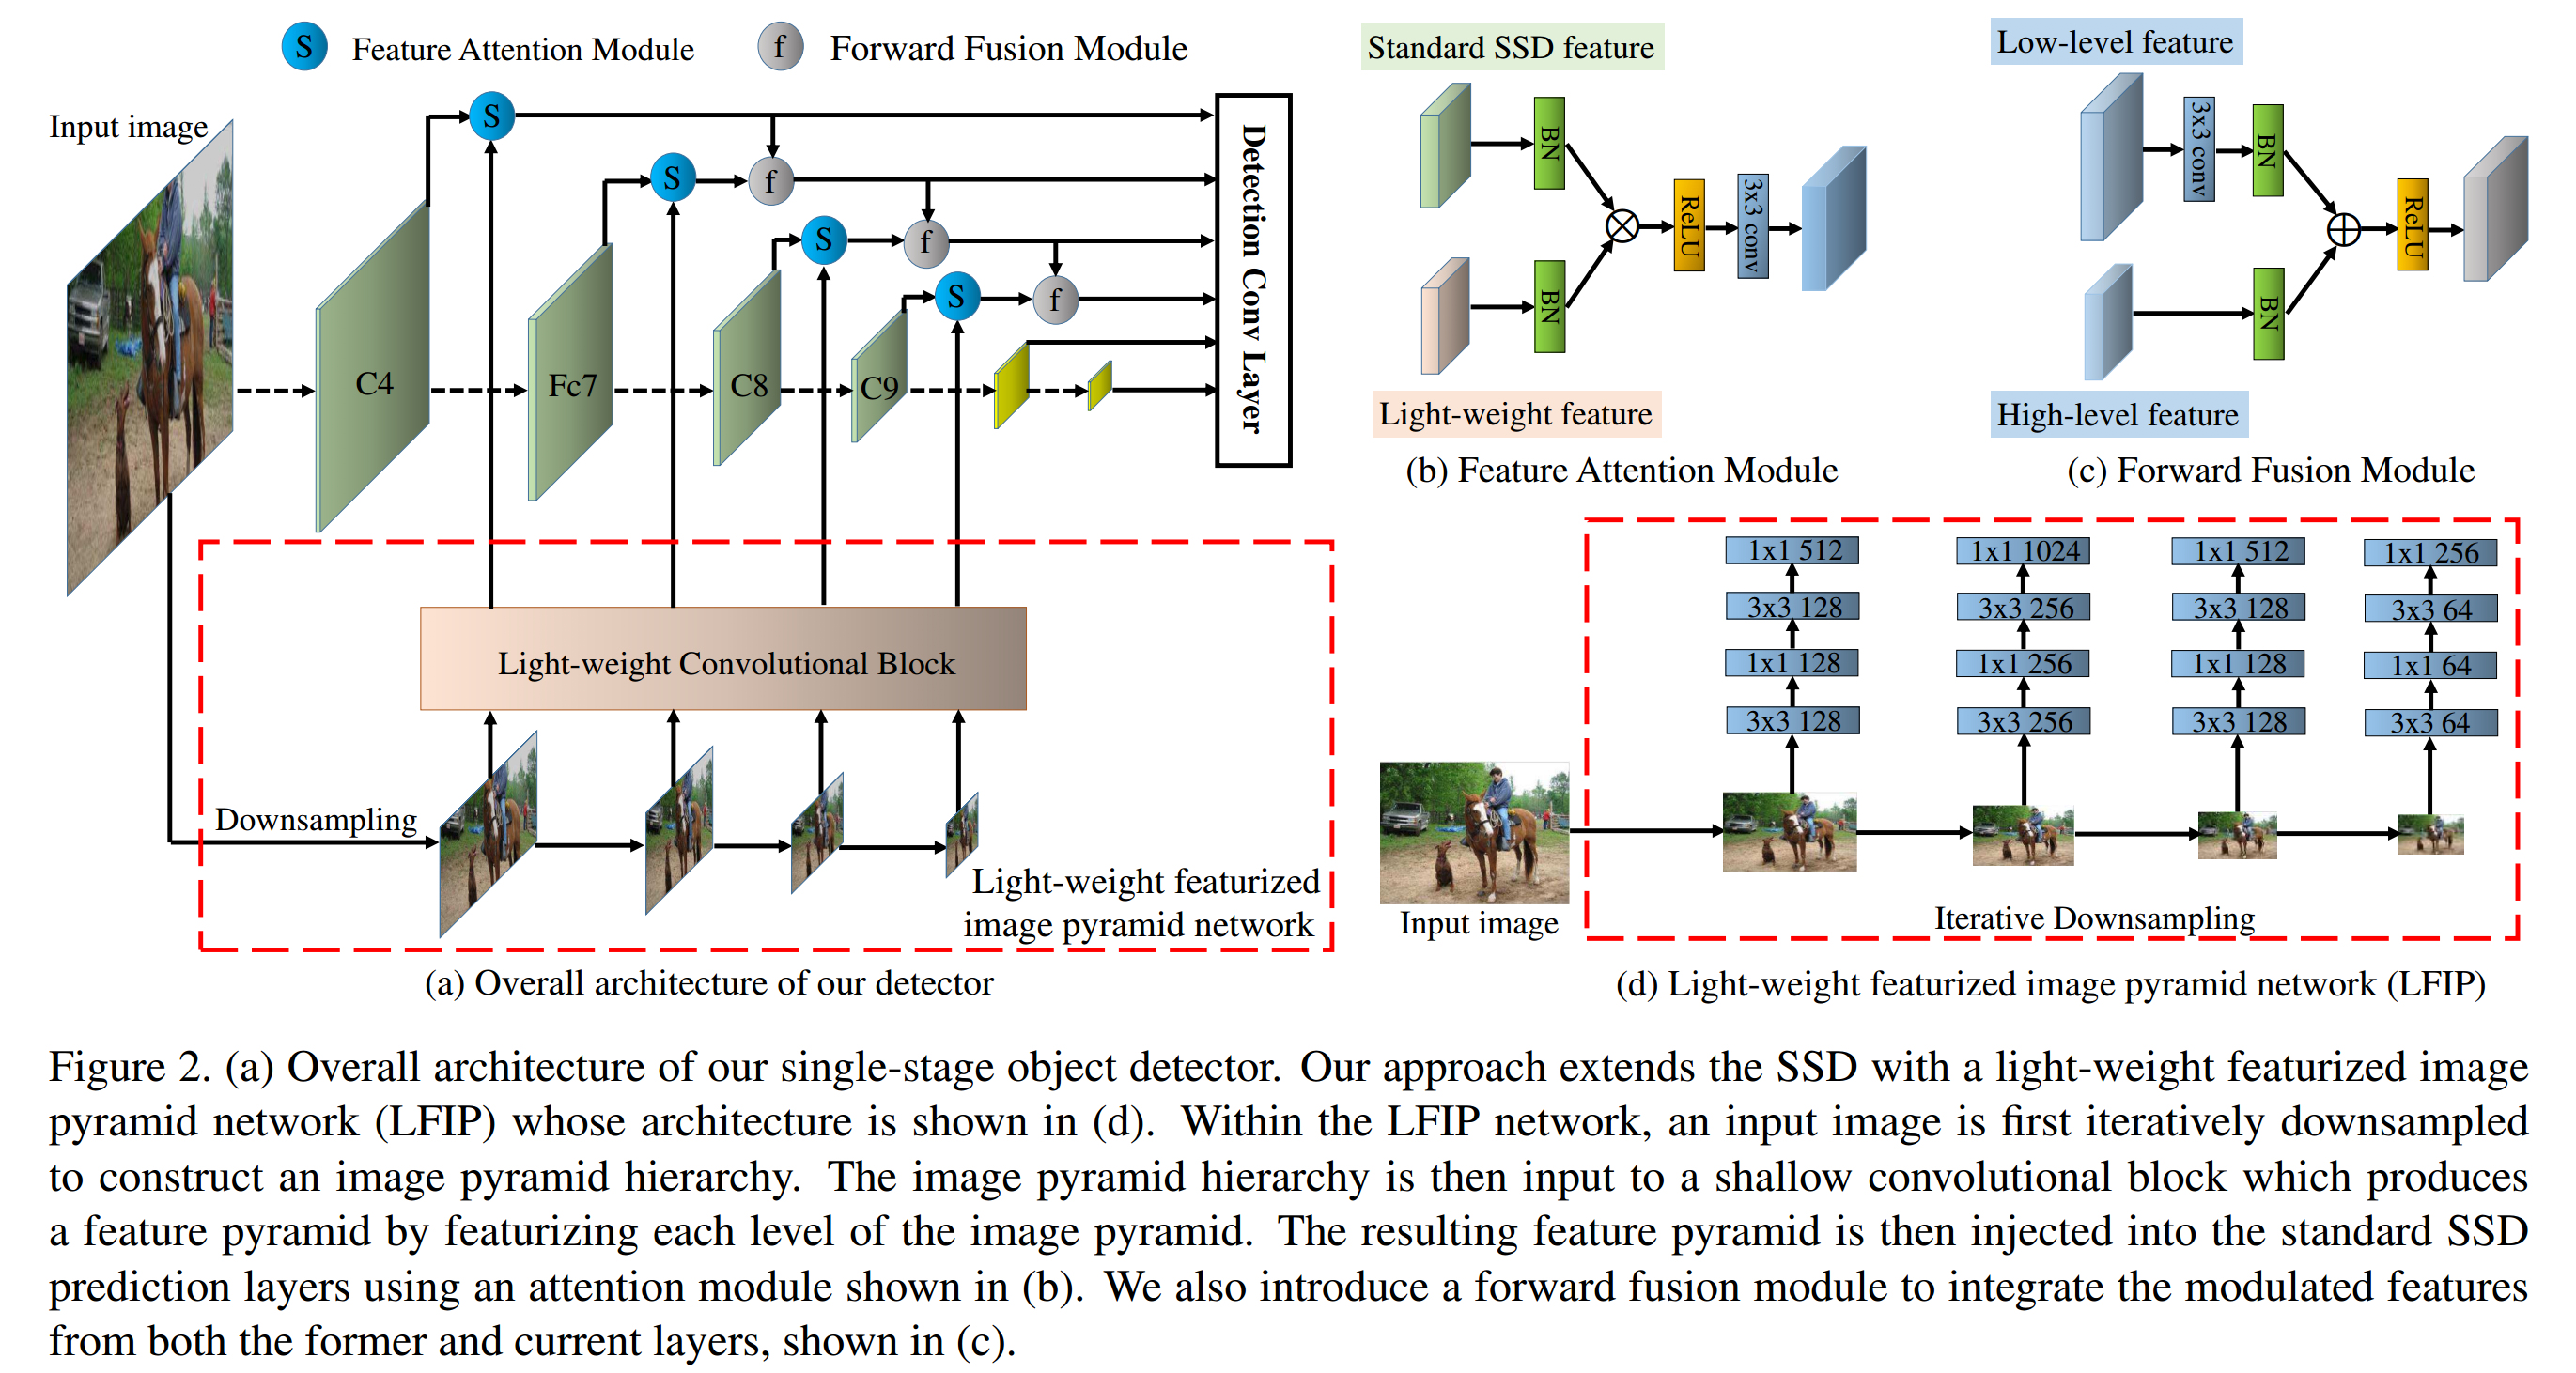 S Feature Attention Module
f Forward Fusion Module
Input image
S
S
f
S
f
S
f
C4
Fc7
C8
C9
Detection Conv Layer
Light-weight Convolutional Block
Downsampling
Light-weight featurized
image pyramid network
(a) Overall architecture of our detector
Standard SSD feature
BN
BN
ReLU
3x3 conv
Light-weight feature
(b) Feature Attention Module
Low-level feature
3x3 conv
BN
BN
ReLU
High-level feature
(c) Forward Fusion Module
1x1 512
1x1 1024
1x1 512
1x1 256
3x3 128
3x3 256
3x3 128
3x3 64
1x1 128
1x1 256
1x1 128
1x1 64
3x3 128
3x3 256
3x3 128
3x3 64
Input image
Iterative Downsampling
(d) Light-weight featurized image pyramid network (LFIP)
Figure 2. (a) Overall architecture of our single-stage object detector. Our approach extends the SSD with a light-weight featurized image
pyramid network (LFIP) whose architecture is shown in (d). Within the LFIP network, an input image is first iteratively downsampled
to construct an image pyramid hierarchy. The image pyramid hierarchy is then input to a shallow convolutional block which produces
a feature pyramid by featurizing each level of the image pyramid. The resulting feature pyramid is then injected into the standard SSD
prediction layers using an attention module shown in (b). We also introduce a forward fusion module to integrate the modulated features
from both the former and current layers, shown in (c).